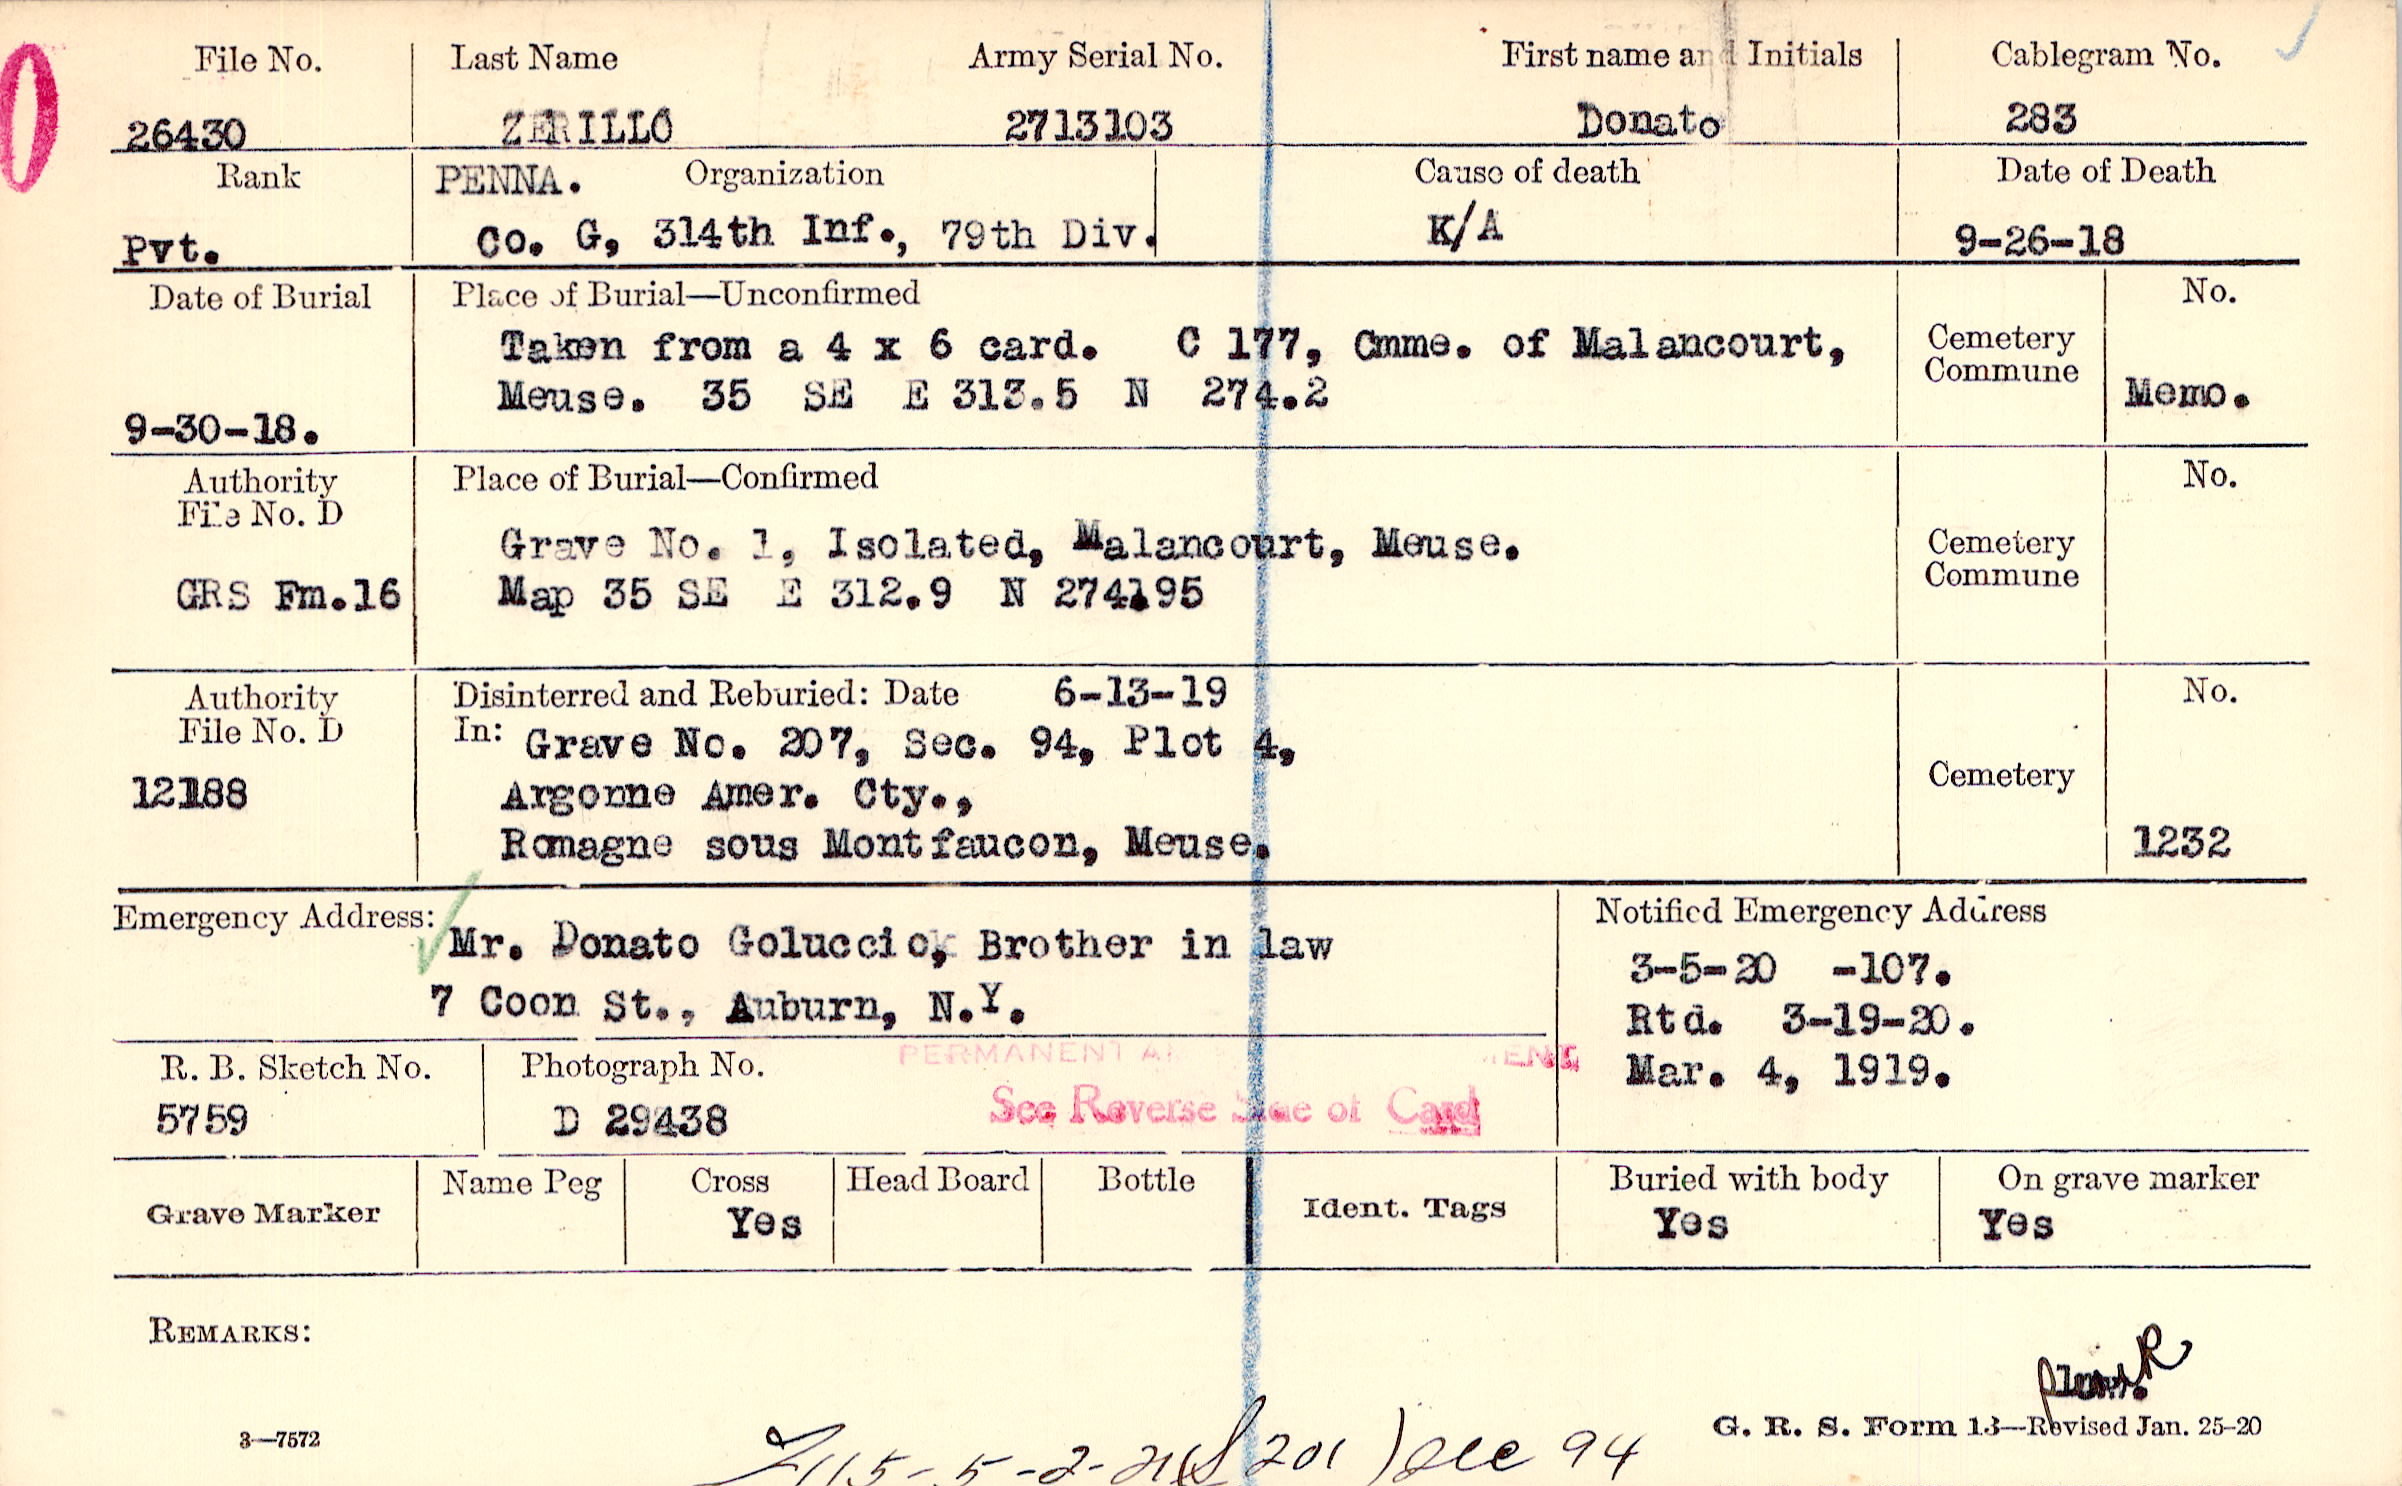 File No. Last Name Army Serial No. First name and Initials Cablegram No.
26430 ZERILLO 2713103 Donato 283
Rank PENNA. Organization Cause of death Date of Death
Pvt. Co. G, 314th Inf., 79th Div. K/A 9-26-18
Date of Burial Place of Burial—Unconfirmed No.
Taken from a 4 x 6 card. C 177, Cmme. of Malancourt, Cemetery
Commune
Meuse. 35 SE E 313.5 N 274.2 Memo.
9-30-18.
Authority Place of Burial—Confirmed No.
File No. D
Grave No. 1, Isolated, Malancourt, Meuse. Cemetery
Commune
GRS Fm.16 Map 35 SE E 312.9 N 274.95
Authority Disinterred and Reburied: Date 6-13-19 No.
File No. D In: Grave No. 207, Sec. 94, Plot 4,
12188 Argonne Amer. Cty., Cemetery
Romagne sous Montfaucon, Meuse. 1232
Emergency Address: Mr. Donato Goluccio, Brother in law Notified Emergency Address
3-5-20 -107.
7 Coon St., Auburn, N.Y. Rtd. 3-19-20.
PERMANENT
R. B. Sketch No. Photograph No. Mar. 4, 1919.
5759 D 29438 See Reverse Side of Card
Grave Marker Name Peg Cross Head Board Bottle Ident. Tags Buried with body On grave marker
Yes Yes Yes
REMARKS:
3—7572 G. R. S. Form 13—Revised Jan. 25-20
201 ) Sec 94